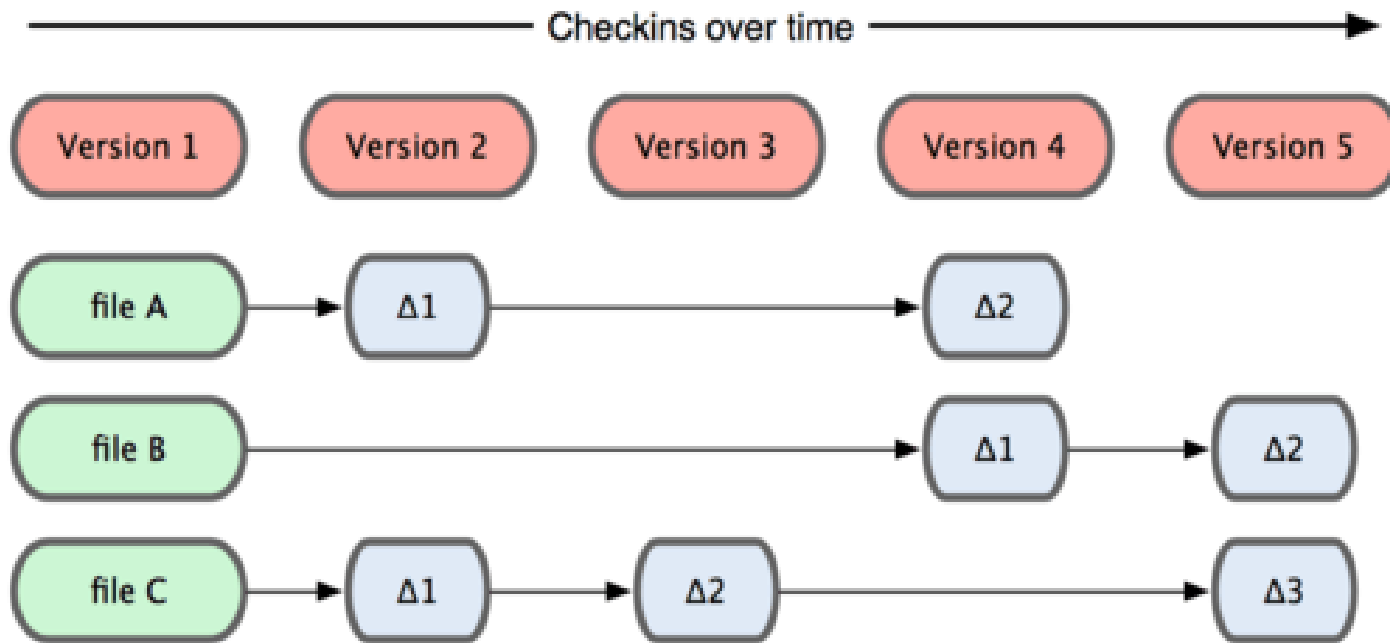 Checkins over time
Version 1 Version 2 Version 3 Version 4 Version 5
file A Δ1 Δ2
file B Δ1 Δ2
file C Δ1 Δ2 Δ3